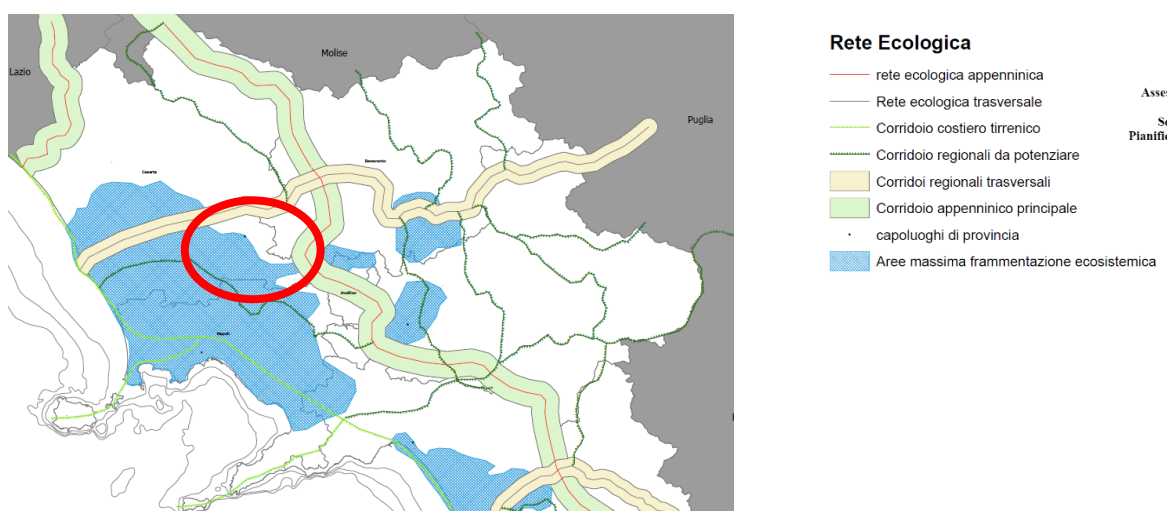 Lazio
Molise
Puglia
Caserta
Benevento
Avellino
Napoli
Rete Ecologica
rete ecologica appenninica
Rete ecologica trasversale
Corridoio costiero tirrenico
Corridoio regionali da potenziare
Corridoi regionali trasversali
Corridoio appenninico principale
capoluoghi di provincia
Aree massima frammentazione ecosistemica